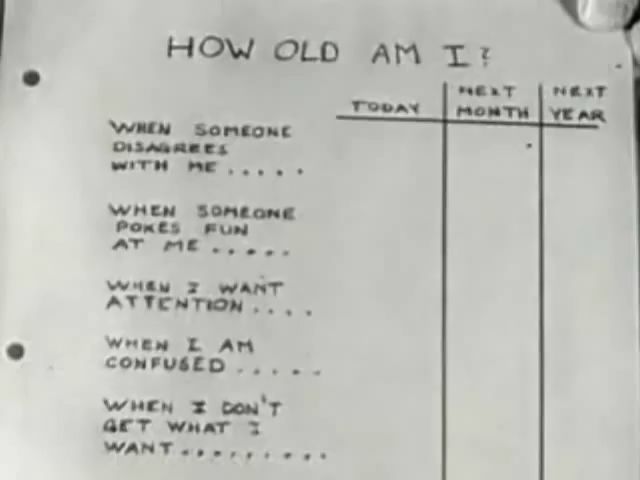 HOW OLD AM I?
TODAY
NEXT
MONTH
NEXT
YEAR
WHEN SOMEONE
DISAGREES
WITH ME.....
WHEN SOMEONE
POKES FUN
AT ME.....
WHEN I WANT
ATTENTION....
WHEN I AM
CONFUSED.....
WHEN I DON'T
GET WHAT I
WANT.........